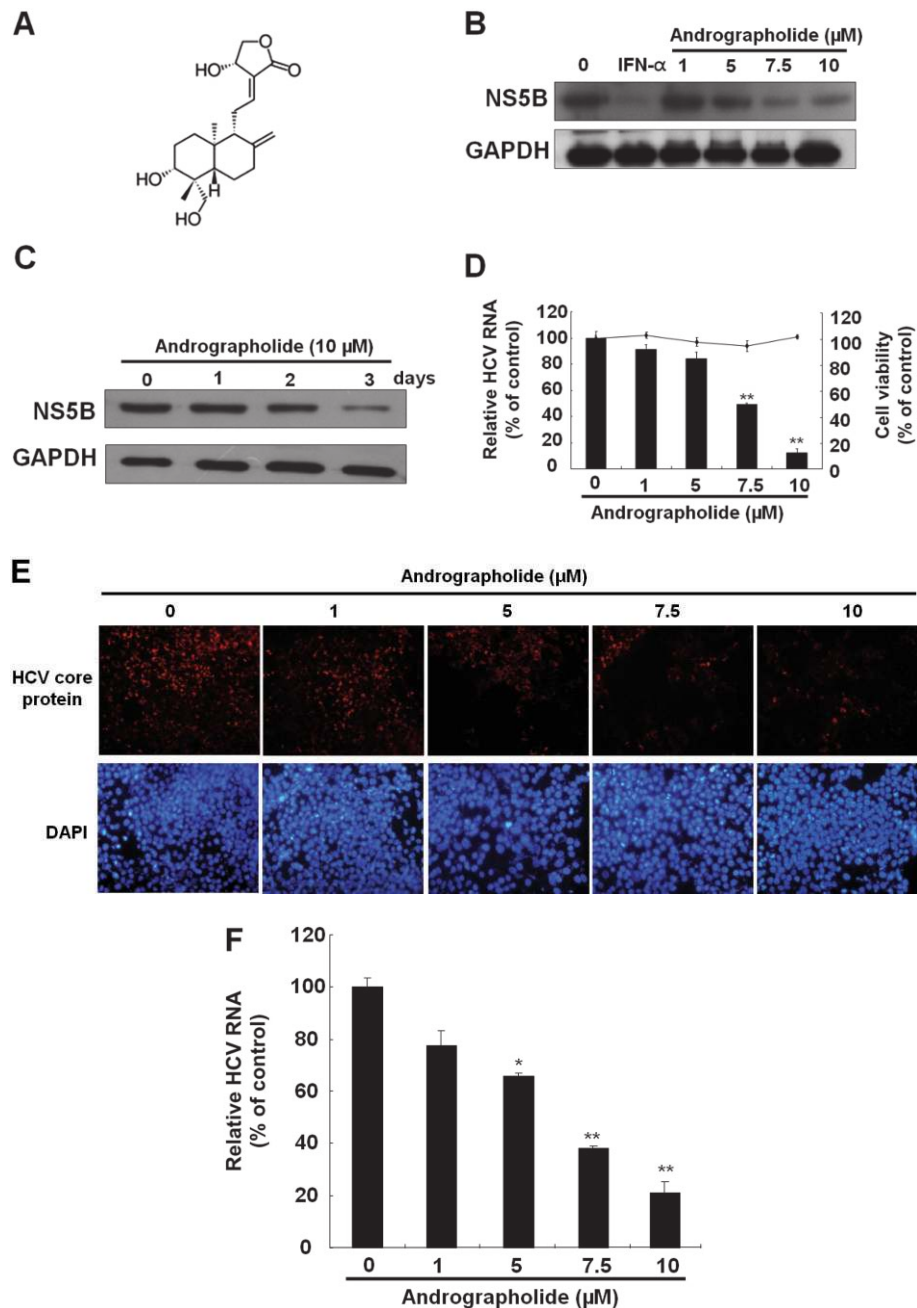 A
HO
O
O
HO
H
HO
B
Andrographolide (µM)
0 IFN-α 1 5 7.5 10
NS5B
GAPDH
C
Andrographolide (10 µM)
0 1 2 3 days
NS5B
GAPDH
D
Relative HCV RNA
(% of control)
120
100
80
60
40
20
0
**
**
120
100
80
60
40
20
0
Cell viability
(% of control)
0 1 5 7.5 10
Andrographolide (µM)
E
Andrographolide (µM)
0 1 5 7.5 10
HCV core
protein
DAPI
F
Relative HCV RNA
(% of control)
120
100
80
60
40
20
0
*
**
**
0 1 5 7.5 10
Andrographolide (µM)